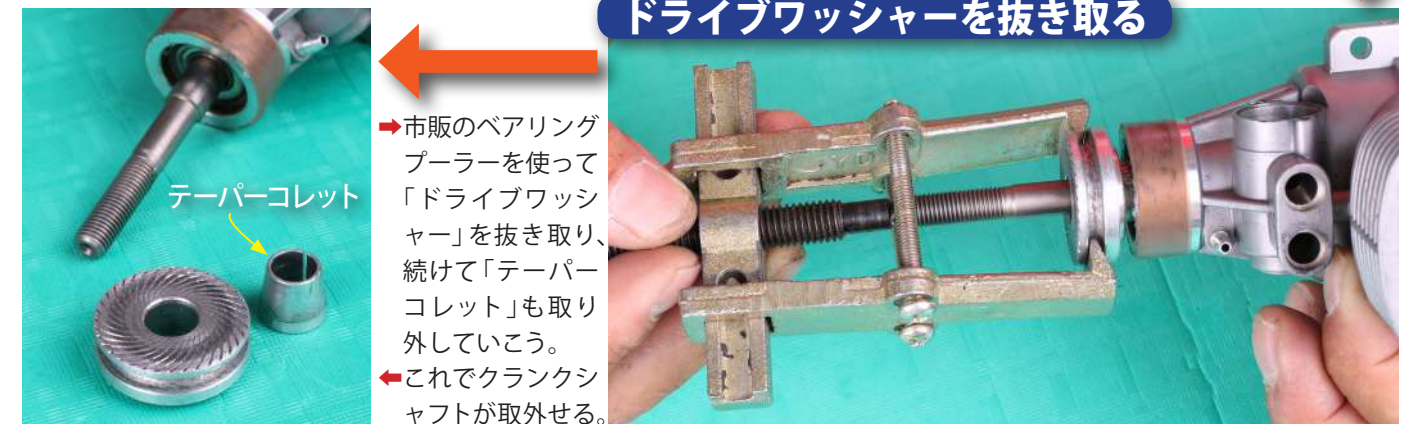 ドライブワッシャーを抜き取る
➡市販のベアリング
プーラーを使って
「ドライブワッシ
ャー」を抜き取り、
続けて「テーパー
コレット」も取り
外していこう。
⬅これでクランクシ
ャフトが取外せる。
テーパーコレット